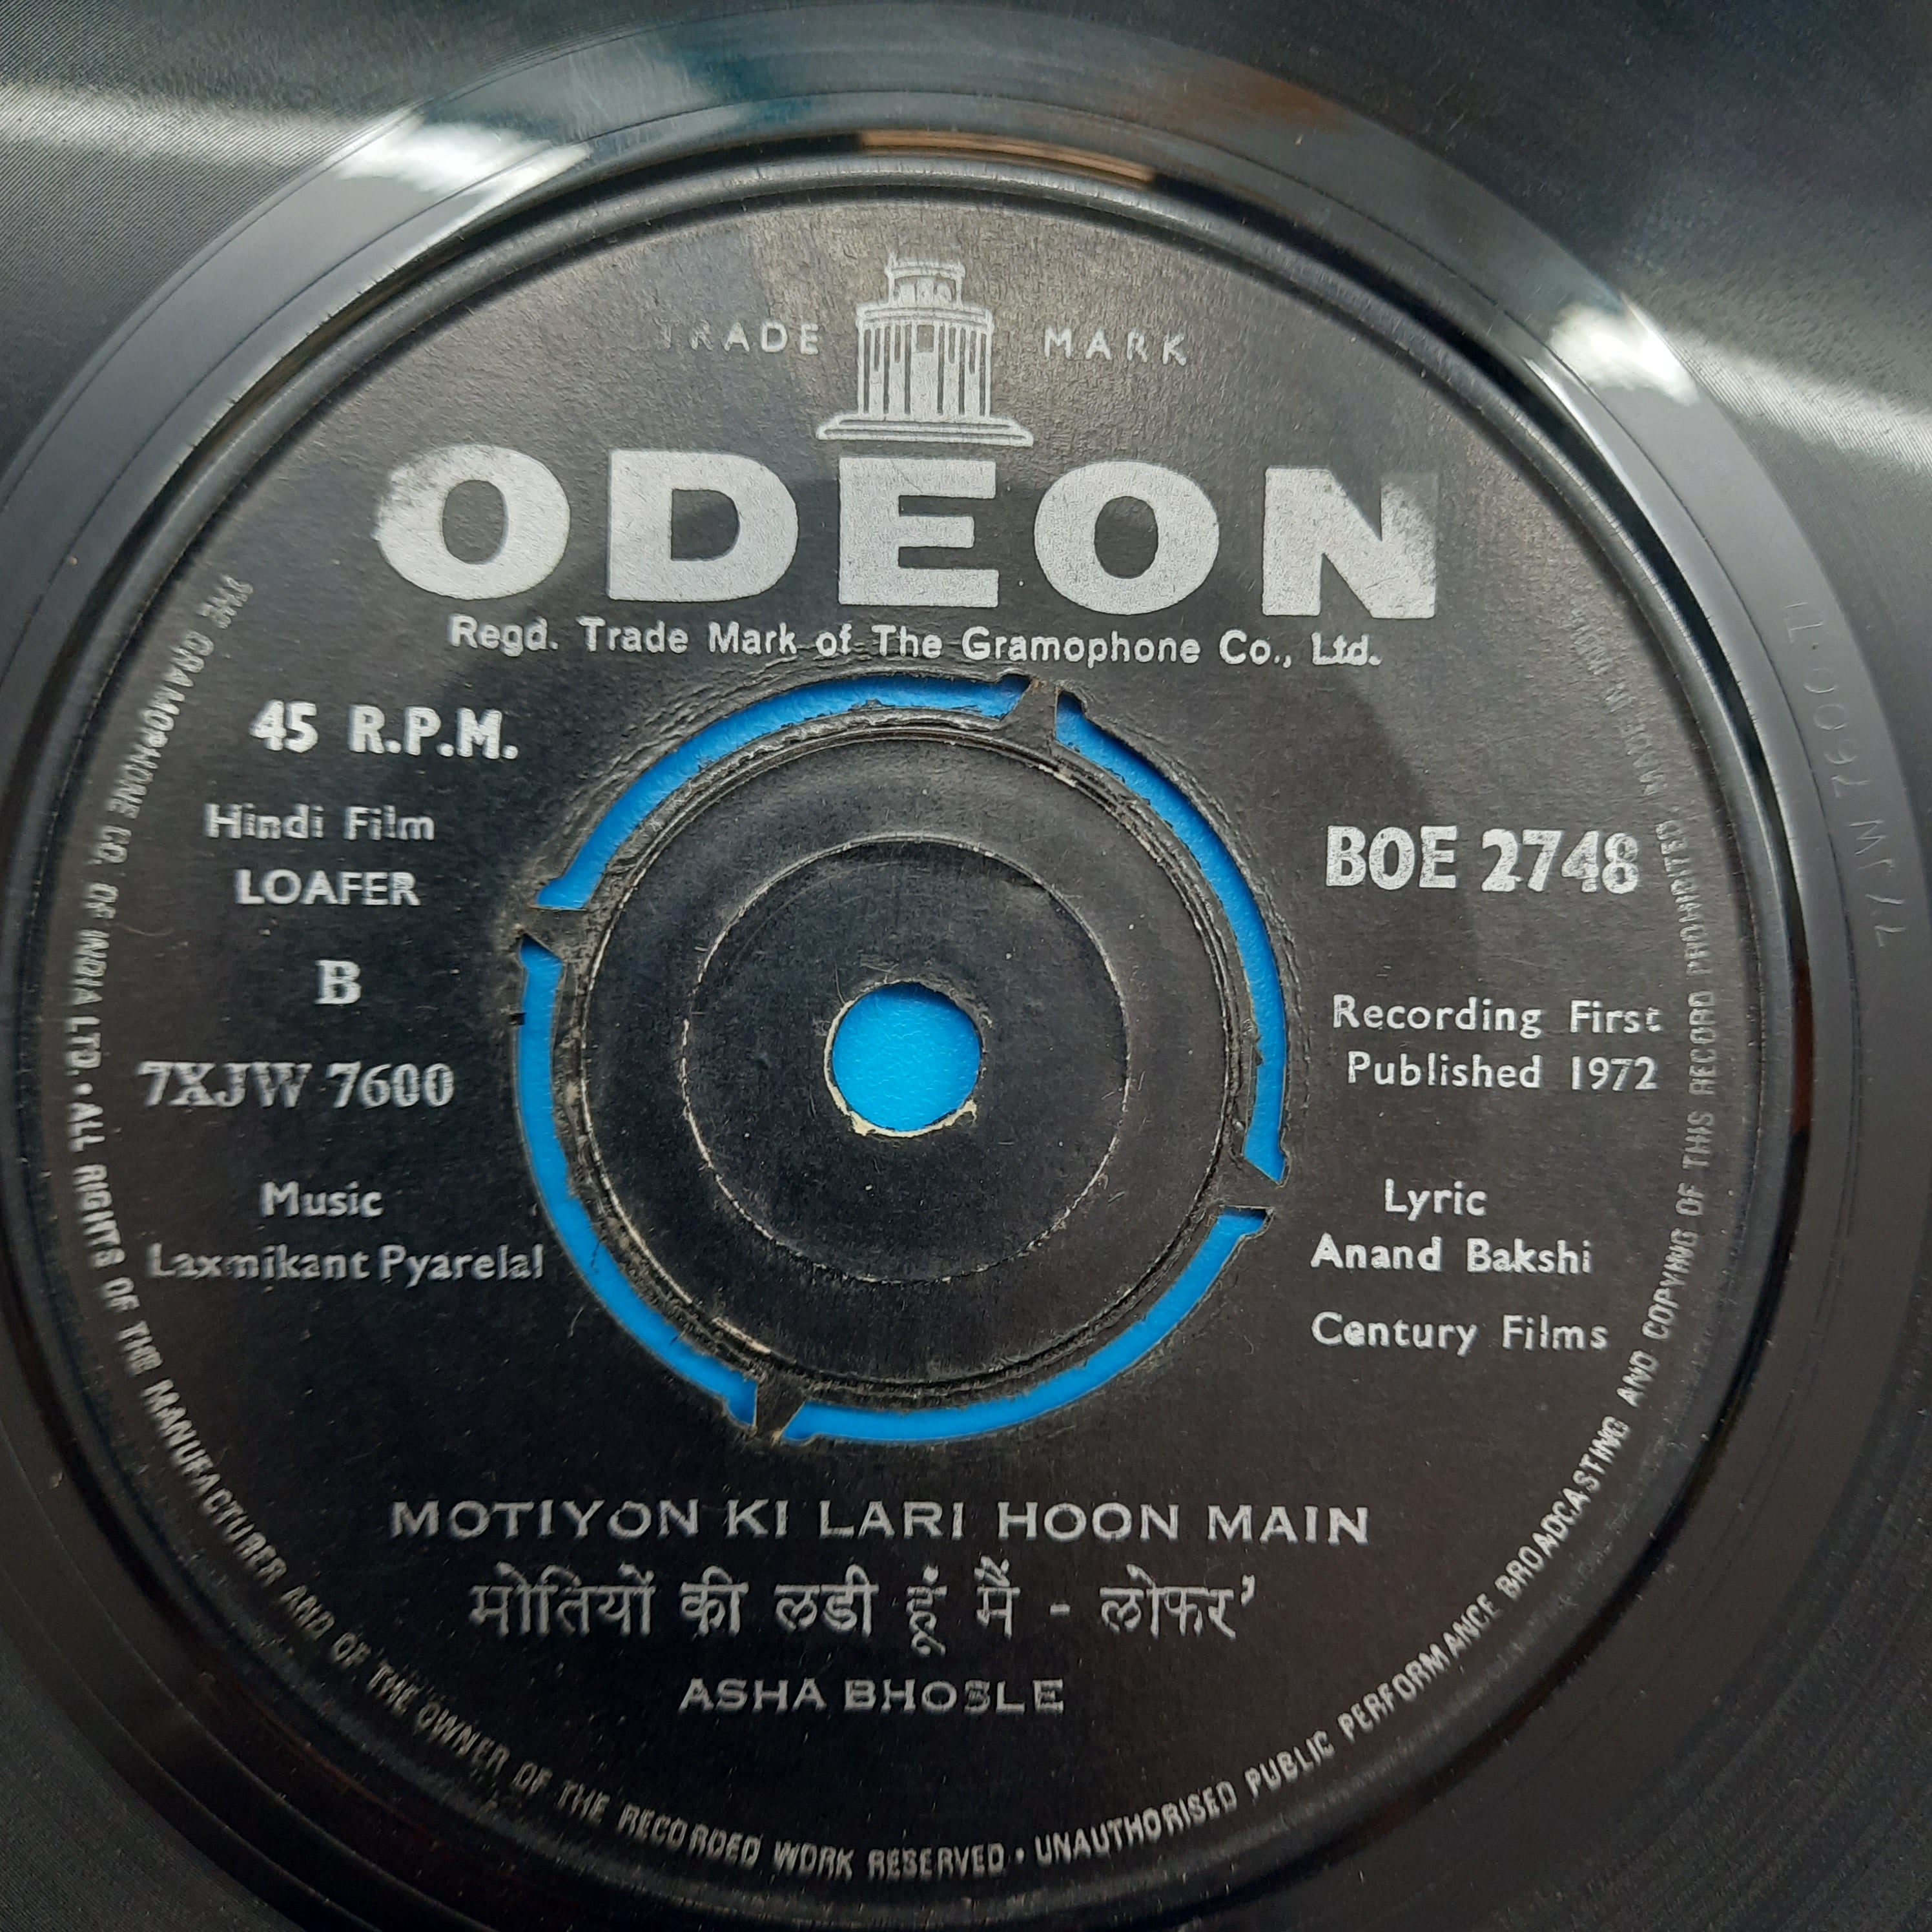 TRADE MARK
ODEON
Regd. Trade Mark of The Gramophone Co., Ltd.
45 R.P.M.
Hindi Film
LOAFER
B
7XJW 7600
Music
Laxmikant Pyarelal
BOE 2748
Recording First
Published 1972
Lyric
Anand Bakshi
Century Films
MOTIYON KI LARI HOON MAIN
मोतियों की लडी हूं मैं - लोफर'
ASHA BHOSLE
THE GRAMOPHONE CO. OF INDIA LTD. • ALL RIGHTS OF THE MANUFACTURER AND OF THE OWNER OF THE RECORDED WORK RESERVED • UNAUTHORISED PUBLIC PERFORMANCE BROADCASTING AND COPYING OF THIS RECORD PROHIBITED. MADE IN INDIA